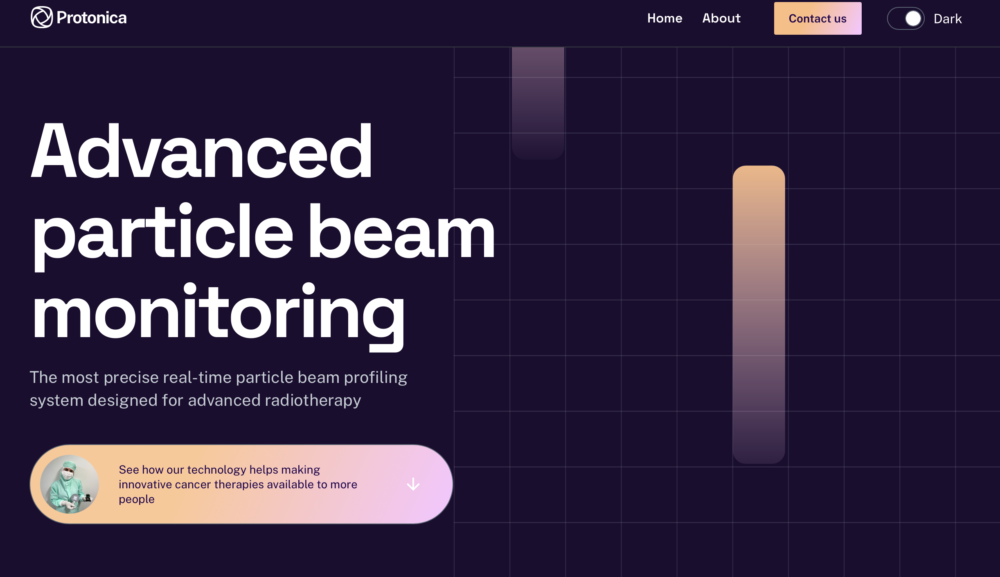 Protonica
Home
About
Contact us
Dark
Advanced
particle beam
monitoring
The most precise real-time particle beam profiling
system designed for advanced radiotherapy
See how our technology helps making
innovative cancer therapies available to more
people